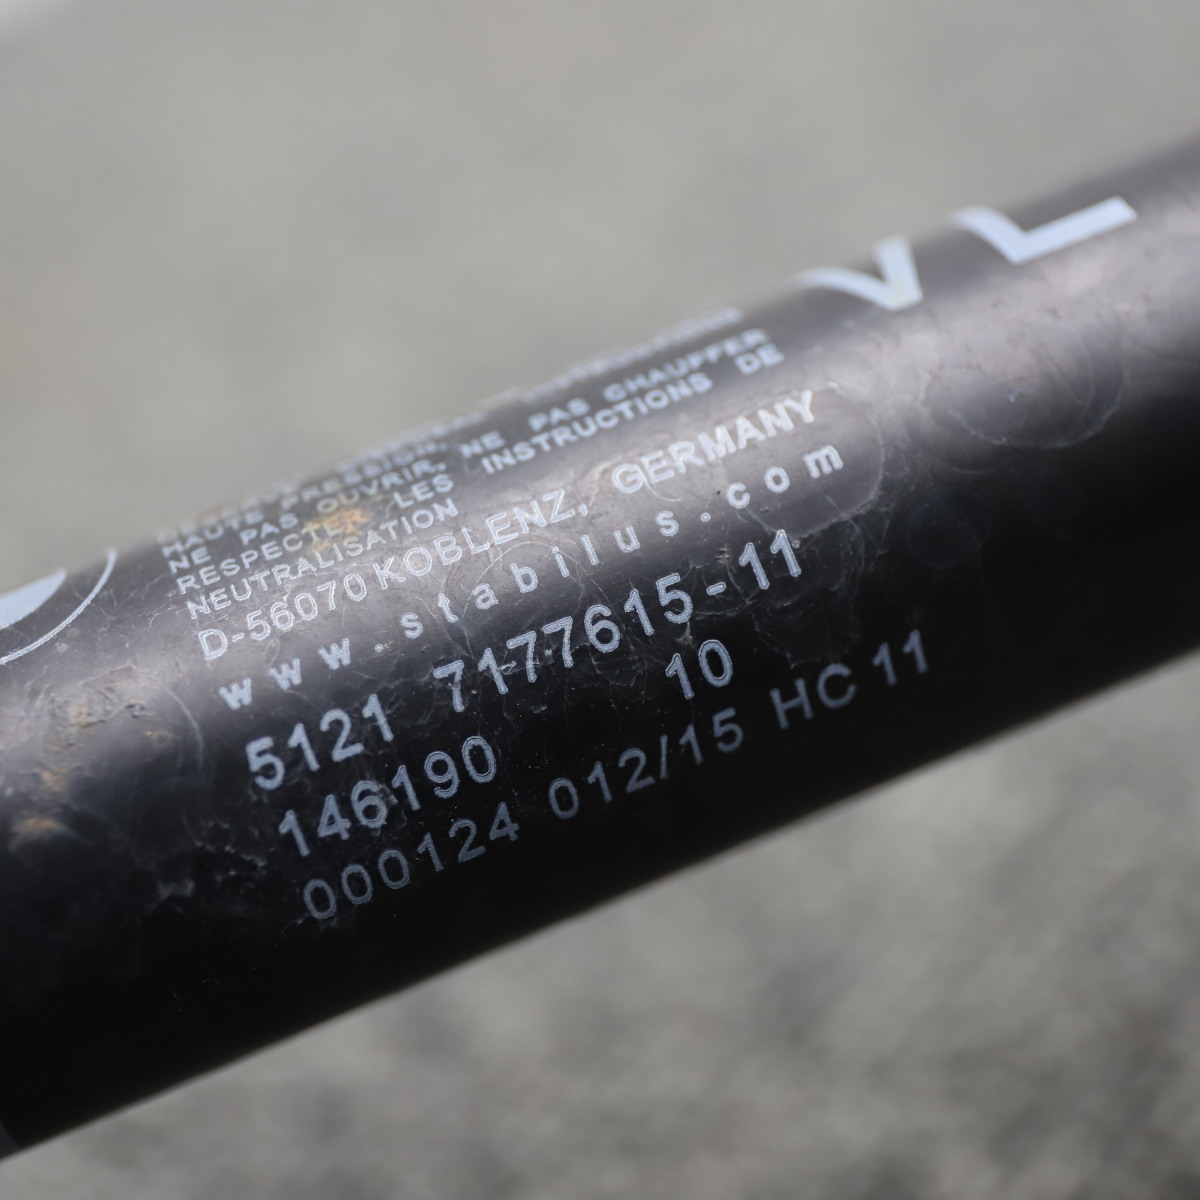 VL
HAUTE PRESSION,
NE PAS OUVRIR, NE PAS CHAUFFER
RESPECTER LES INSTRUCTIONS DE
NEUTRALISATION
D-56070 KOBLENZ, GERMANY
www.stabilus.com
5121 7177615-11
146190 10
000124 012/15 HC 11